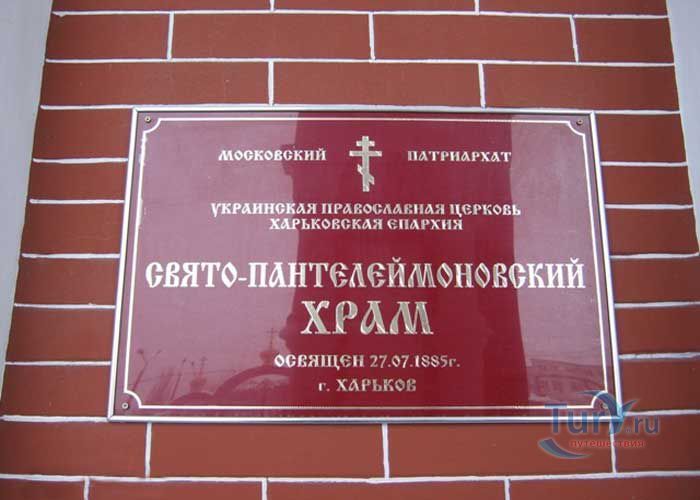 МОСКОВСКИЙ ПАТРИАРХАТ
УКРАИНСКАЯ ПРАВОСЛАВНАЯ ЦЕРКОВЬ
ХАРЬКОВСКАЯ ЕПАРХИЯ
СВЯТО-ПАНТЕЛЕЙМОНОВСКИЙ
ХРАМ
ОСВЯЩЕН 27.07.1885г.
г. ХАРЬКОВ
Tury.ru
путешествия